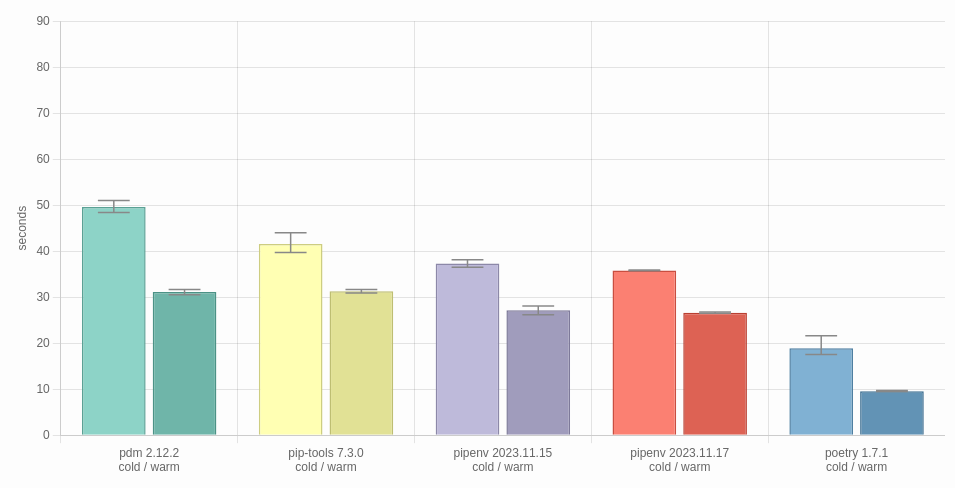 90
80
70
60
50
40
30
20
10
0
seconds
pdm 2.12.2
cold / warm
pip-tools 7.3.0
cold / warm
pipenv 2023.11.15
cold / warm
pipenv 2023.11.17
cold / warm
poetry 1.7.1
cold / warm